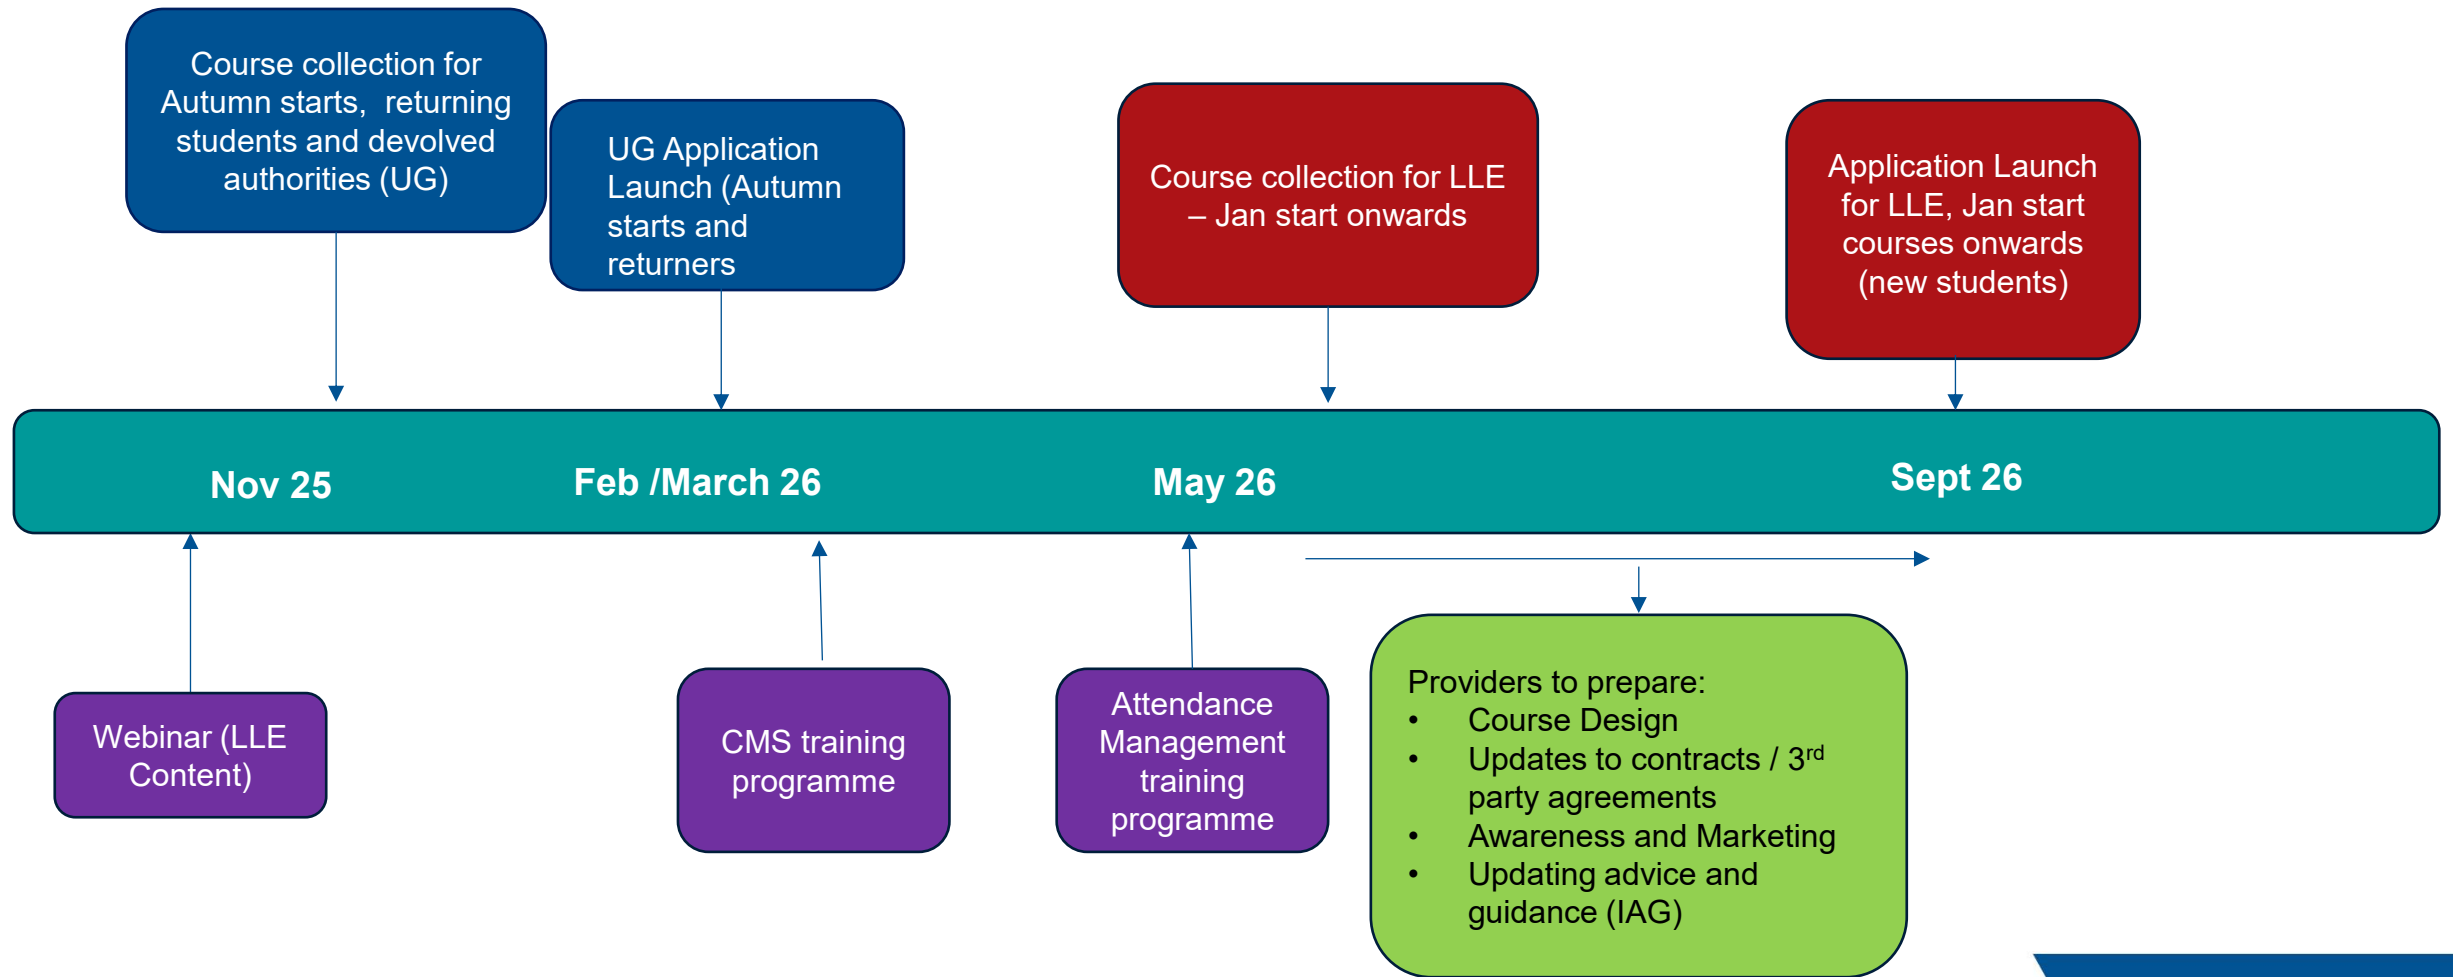 Course collection for
Autumn starts,  returning
students and devolved
authorities (UG)
UG Application
Launch (Autumn
starts and
returners
Course collection for LLE
– Jan start onwards
Application Launch
for LLE, Jan start
courses onwards
(new students)
Nov 25
Feb /March 26
May 26
Sept 26
Webinar (LLE
Content)
CMS training
programme
Attendance
Management
training
programme
Providers to prepare:
• Course Design
• Updates to contracts / 3rd
party agreements
• Awareness and Marketing
• Updating advice and
guidance (IAG)